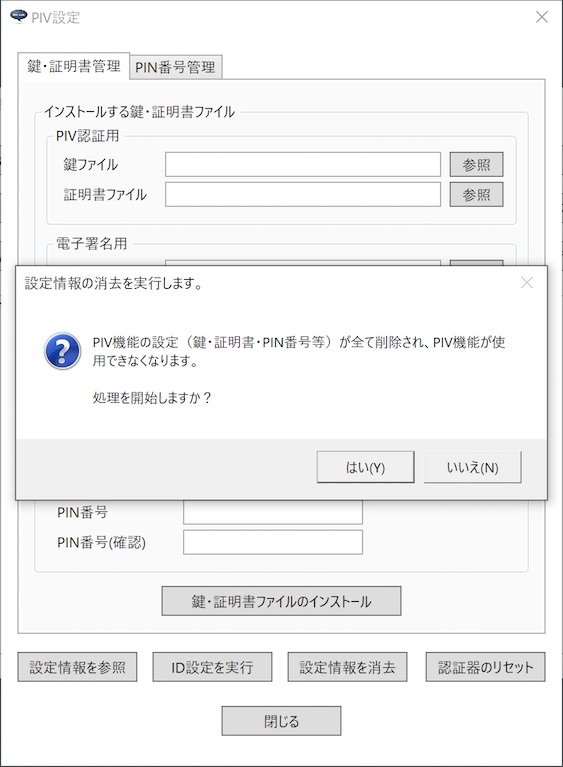 PIV設定
鍵・証明書管理
PIN番号管理
インストールする鍵・証明書ファイル
PIV認証用
鍵ファイル
参照
証明書ファイル
参照
電子署名用
設定情報の消去を実行します。
PIV機能の設定（鍵・証明書・PIN番号等）が全て削除され、PIV機能が使
用できなくなります。
処理を開始しますか？
はい(Y)
いいえ(N)
PIN番号
PIN番号(確認)
鍵・証明書ファイルのインストール
設定情報を参照
ID設定を実行
設定情報を消去
認証器のリセット
閉じる